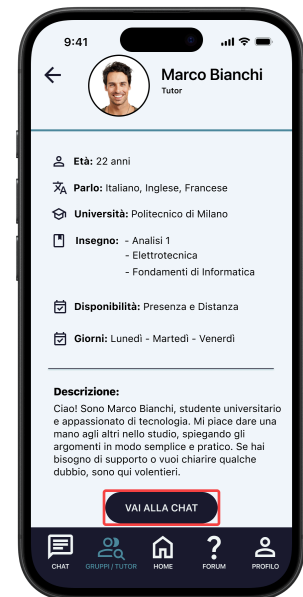 9:41
Marco Bianchi
Tutor
Età: 22 anni
Parlo: Italiano, Inglese, Francese
Università: Politecnico di Milano
Insegno: - Analisi 1
- Elettrotecnica
- Fondamenti di Informatica
Disponibilità: Presenza e Distanza
Giorni: Lunedì - Martedì - Venerdì
Descrizione:
Ciao! Sono Marco Bianchi, studente universitario
e appassionato di tecnologia. Mi piace dare una
mano agli altri nello studio, spiegando gli
argomenti in modo semplice e pratico. Se hai
bisogno di supporto o vuoi chiarire qualche
dubbio, sono qui volentieri.
VAI ALLA CHAT
CHAT GRUPPI / TUTOR HOME FORUM PROFILO